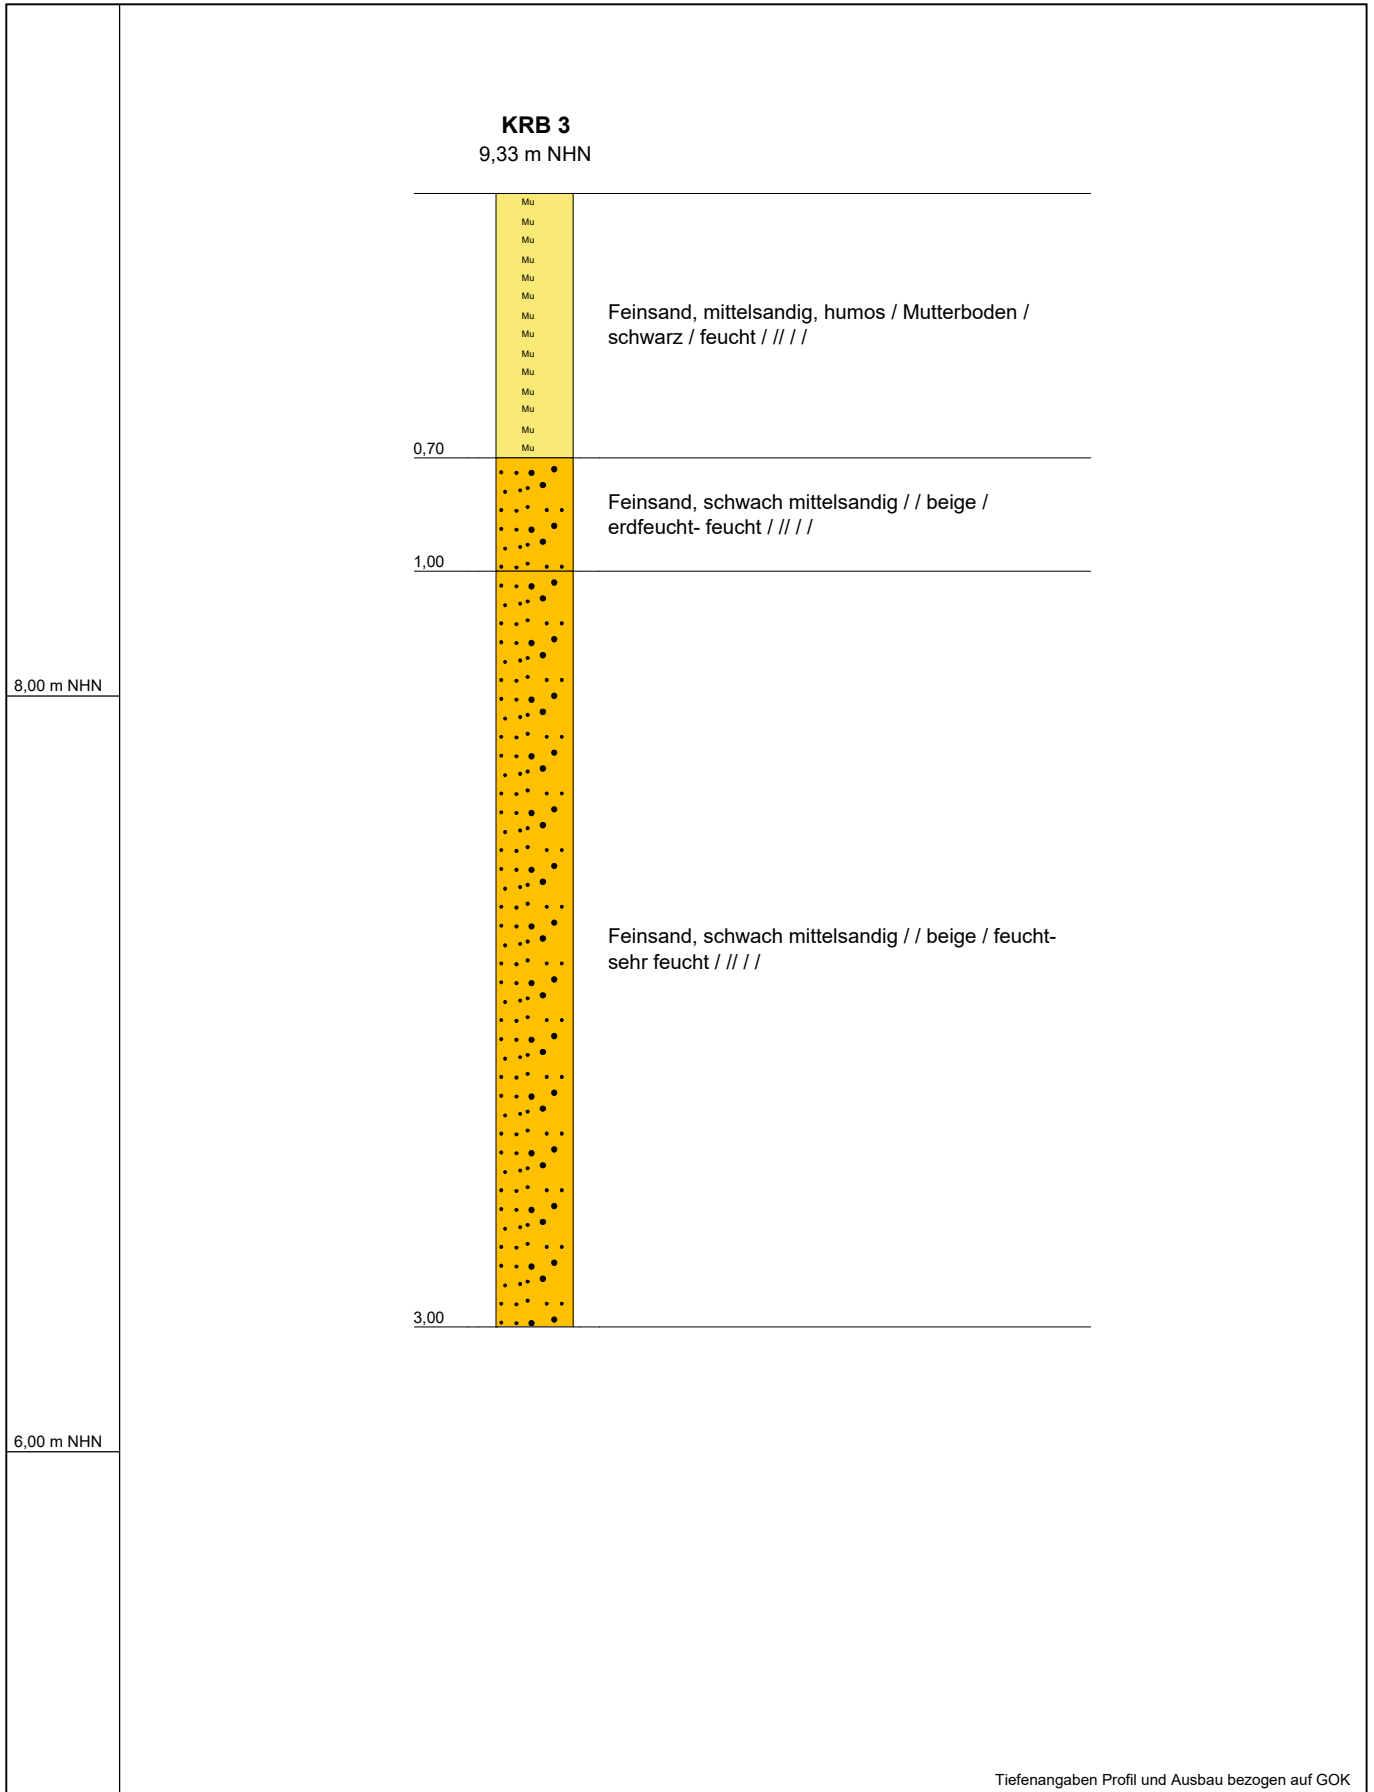 KRB 3
9,33 m NHN
Mu
Mu
Mu
Mu
Mu
Mu
Mu
Mu
Mu
Mu
Mu
Mu
Mu
Mu
Feinsand, mittelsandig, humos / Mutterboden /
schwarz / feucht / // / /
0,70
Feinsand, schwach mittelsandig / / beige /
erdfeucht- feucht / // / /
1,00
8,00 m NHN
Feinsand, schwach mittelsandig / / beige / feucht-
sehr feucht / // / /
3,00
6,00 m NHN
Tiefenangaben Profil und Ausbau bezogen auf GOK